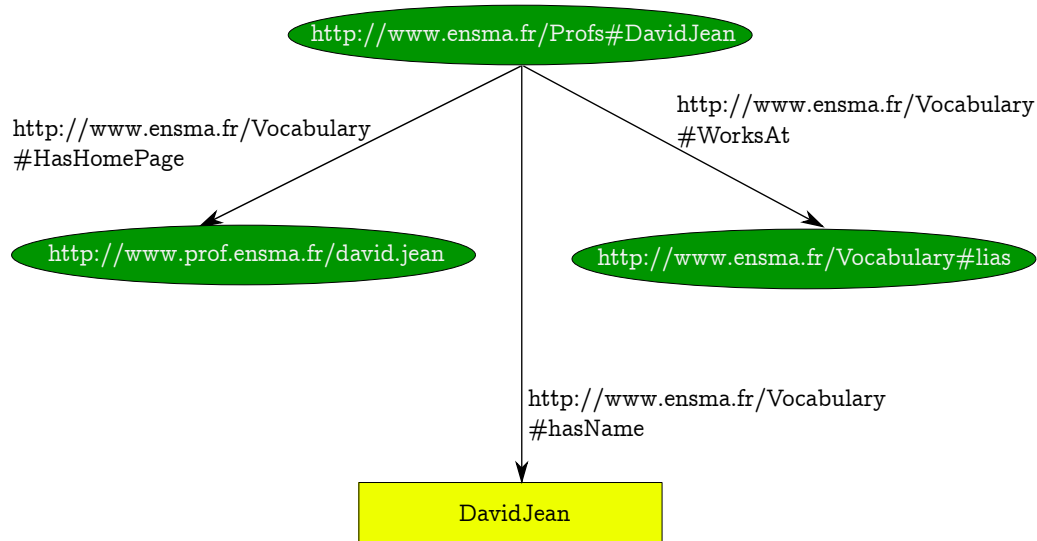 http://www.ensma.fr/Profs#DavidJean
http://www.ensma.fr/Vocabulary
#HasHomePage
http://www.ensma.fr/Vocabulary
#WorksAt
http://www.prof.ensma.fr/david.jean
http://www.ensma.fr/Vocabulary#lias
http://www.ensma.fr/Vocabulary
#hasName
DavidJean